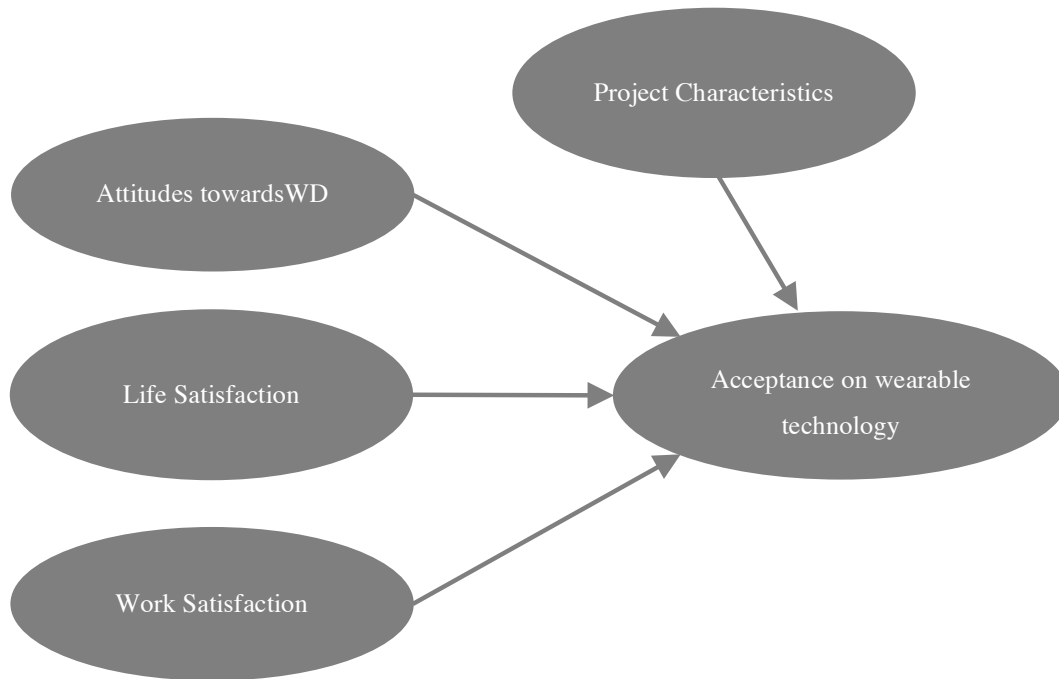 Project Characteristics
Attitudes towardsWD
Life Satisfaction
Acceptance on wearable
technology
Work Satisfaction